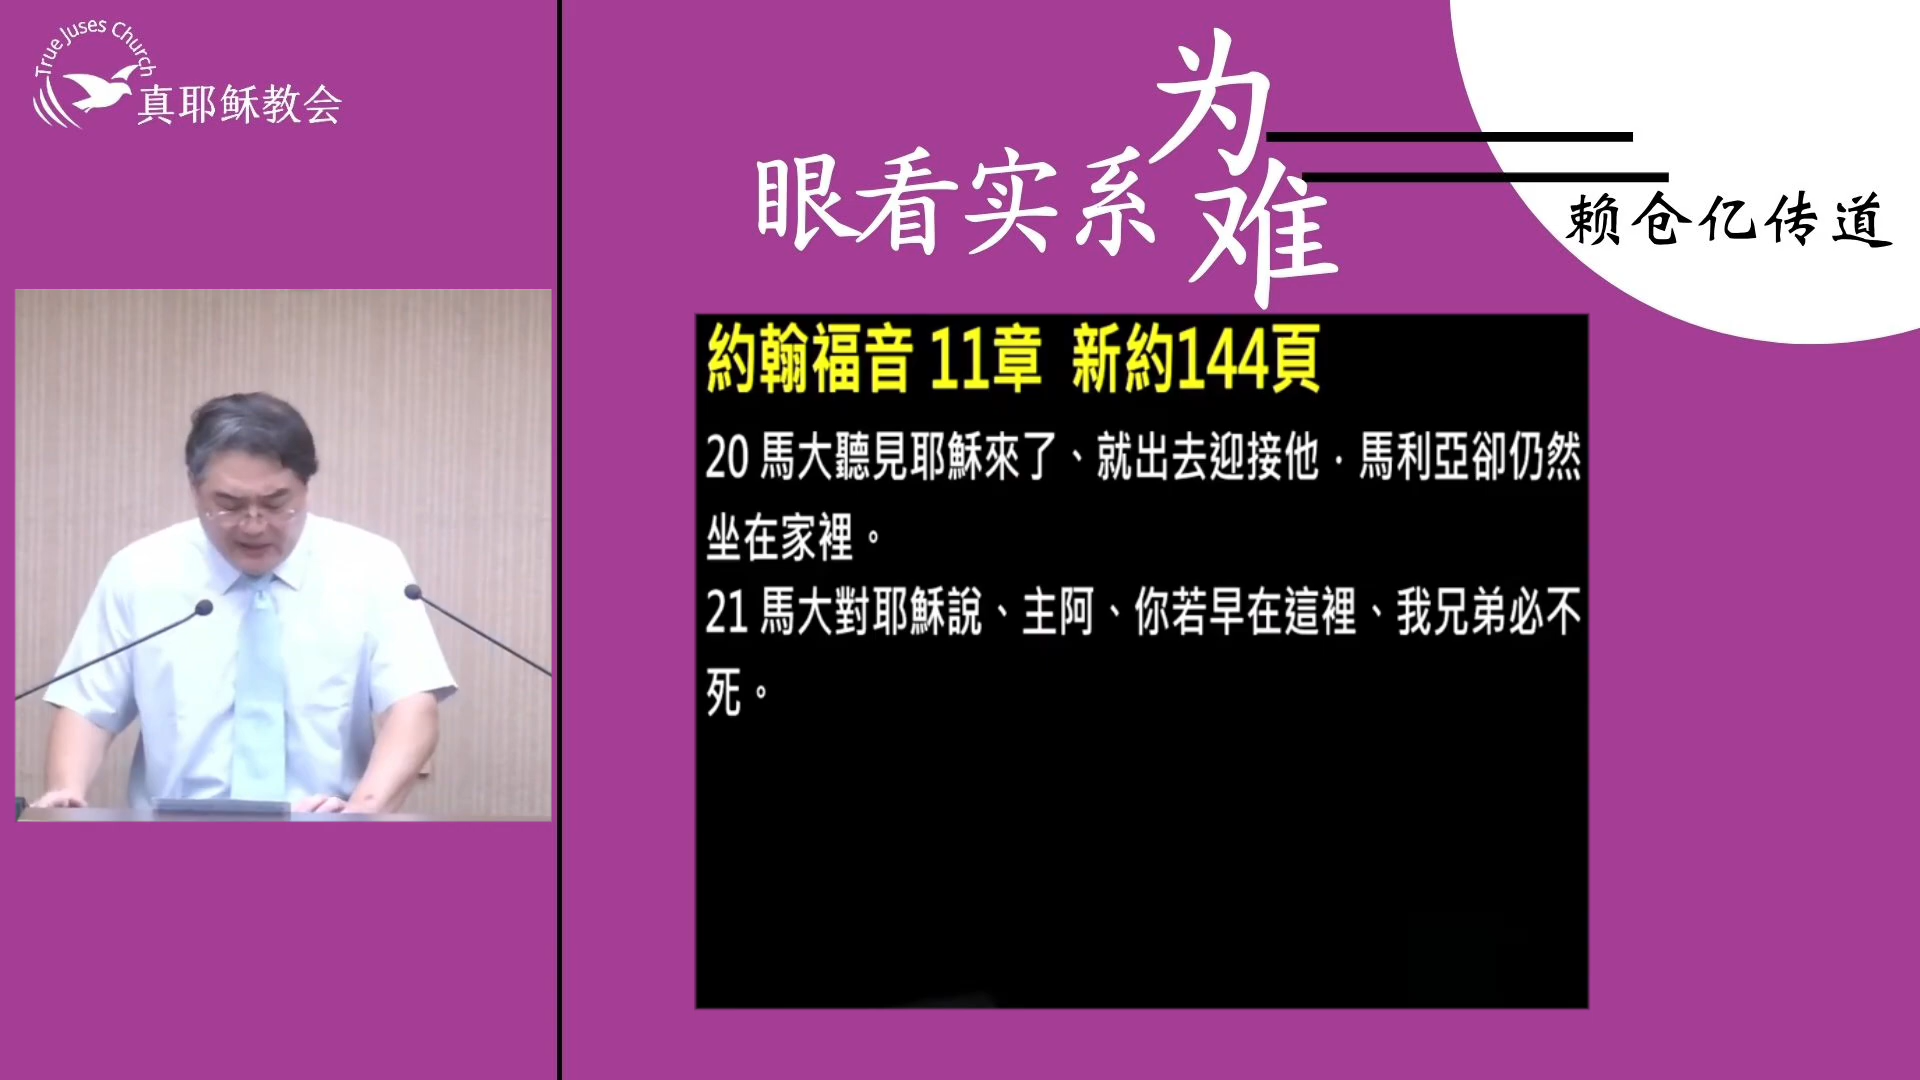 True Juses Church
真耶稣教会
眼看实系为难
赖仓亿传道
約翰福音 11章 新約144頁
20 馬大聽見耶穌來了、就出去迎接他．馬利亞卻仍然
坐在家裡。
21 馬大對耶穌說、主阿、你若早在這裡、我兄弟必不
死。